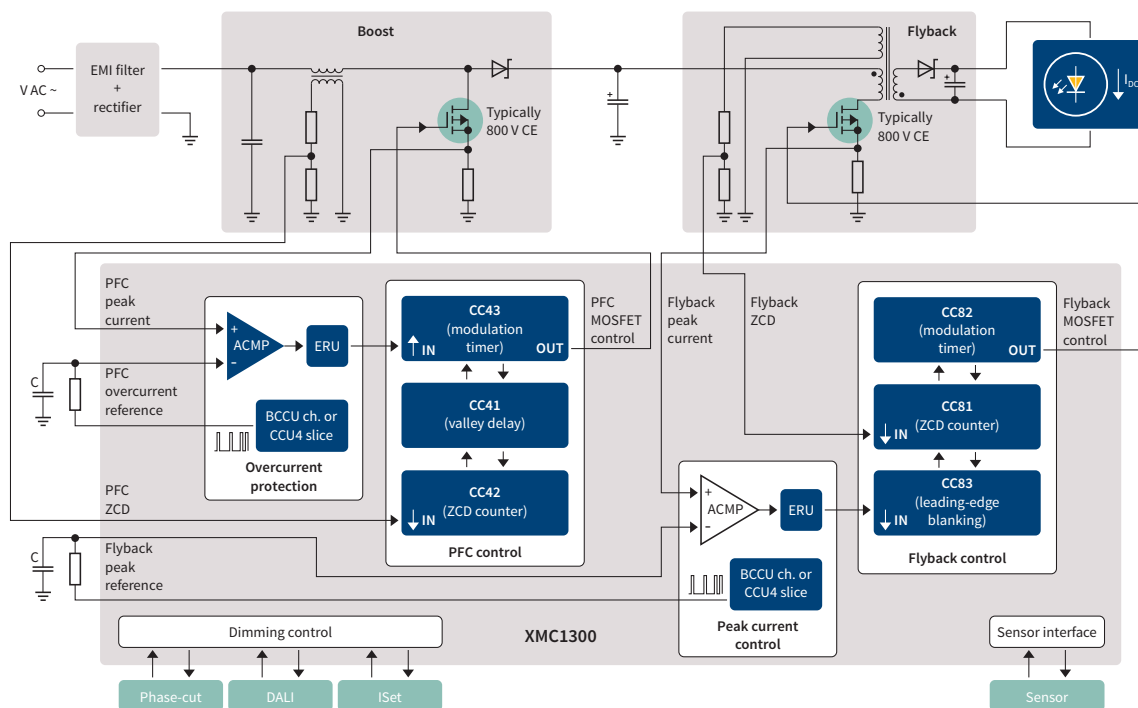 Boost
Flyback
V AC ~
EMI filter
+
rectifier
Typically
800 V CE
+
Typically
800 V CE
+
I DC
PFC
peak
current
C
PFC
overcurrent
reference
+
ACMP
−
ERU
BCCU ch. or
CCU4 slice
Overcurrent
protection
CC43
(modulation
timer)
IN
OUT
CC41
(valley delay)
CC42
(ZCD counter)
IN
PFC control
PFC
MOSFET
control
Flyback
peak
current
Flyback
ZCD
CC82
(modulation
timer)
OUT
CC81
(ZCD counter)
IN
CC83
(leading-edge
blanking)
IN
Flyback control
Flyback
MOSFET
control
PFC
ZCD
C
Flyback
peak
reference
+
ACMP
−
ERU
BCCU ch. or
CCU4 slice
Peak current
control
Dimming control
XMC1300
Sensor interface
Phase-cut
DALI
ISet
Sensor